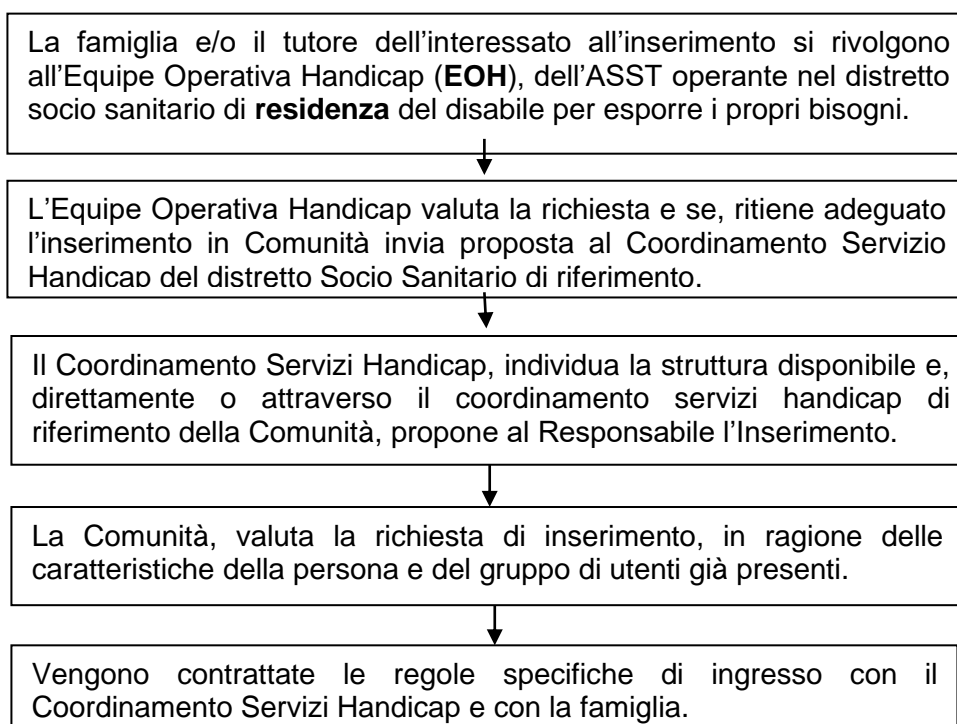 La famiglia e/o il tutore dell’interessato all’inserimento si rivolgono
all’Equipe Operativa Handicap (EOH), dell’ASST operante nel distretto
socio sanitario di residenza del disabile per esporre i propri bisogni.
L’Equipe Operativa Handicap valuta la richiesta e se, ritiene adeguato
l’inserimento in Comunità invia proposta al Coordinamento Servizio
Handicap del distretto Socio Sanitario di riferimento.
Il Coordinamento Servizi Handicap, individua la struttura disponibile e,
direttamente o attraverso il coordinamento servizi handicap di
riferimento della Comunità, propone al Responsabile l’Inserimento.
La Comunità, valuta la richiesta di inserimento, in ragione delle
caratteristiche della persona e del gruppo di utenti già presenti.
Vengono contrattate le regole specifiche di ingresso con il
Coordinamento Servizi Handicap e con la famiglia.